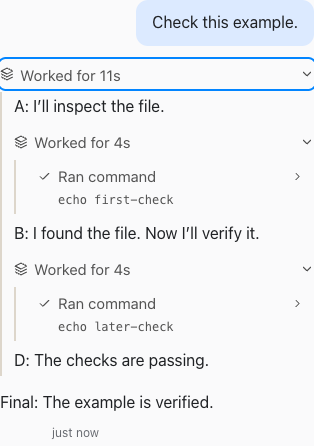 Check this example.
Worked for 11s
A: I’ll inspect the file.
Worked for 4s
Ran command
echo first-check
B: I found the file. Now I’ll verify it.
Worked for 4s
Ran command
echo later-check
D: The checks are passing.
Final: The example is verified.
just now